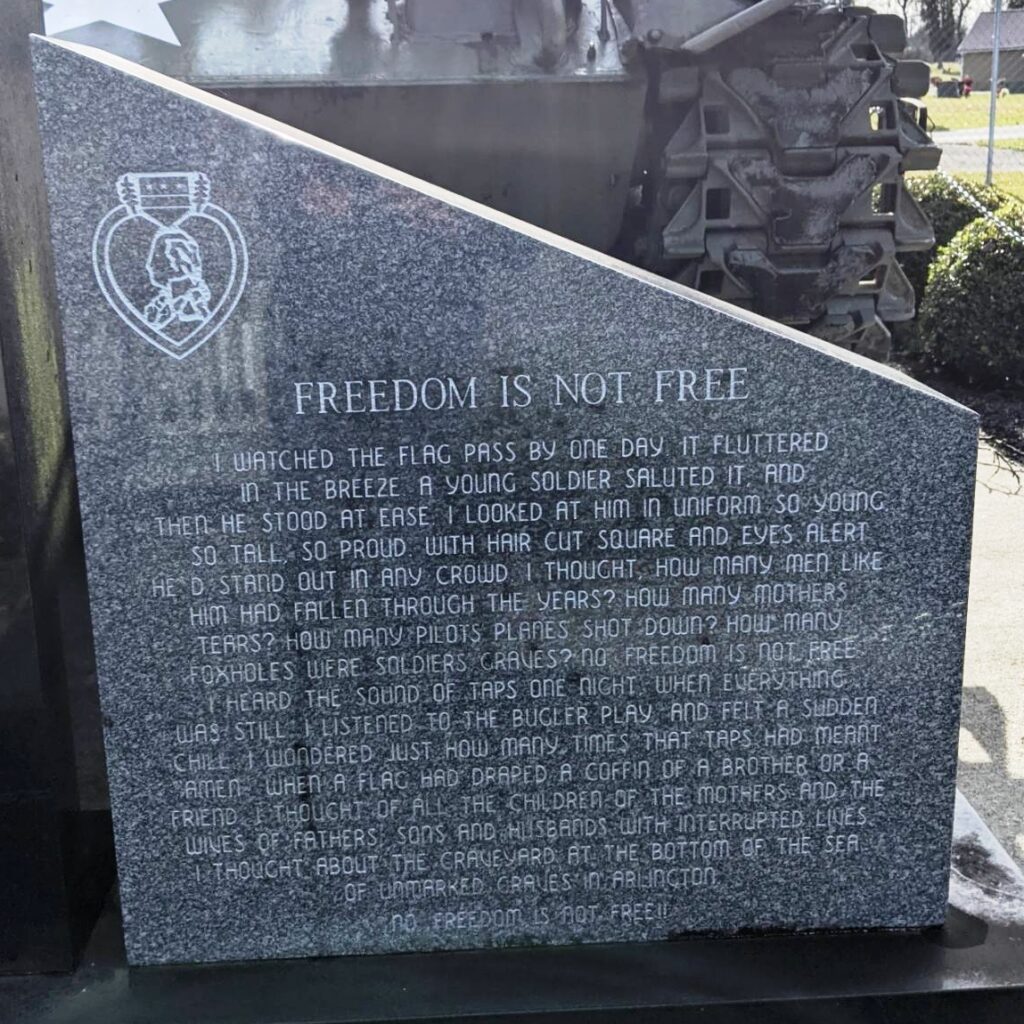 FREEDOM IS NOT FREE
I WATCHED THE FLAG PASS BY ONE DAY. IT FLUTTERED
IN THE BREEZE. A YOUNG SOLDIER SALUTED IT, AND
THEN HE STOOD AT EASE. I LOOKED AT HIM IN UNIFORM SO YOUNG,
SO TALL, SO PROUD. WITH HAIR CUT SQUARE AND EYES ALERT
HE'D STAND OUT IN ANY CROWD. I THOUGHT, HOW MANY MEN LIKE
HIM HAD FALLEN THROUGH THE YEARS? HOW MANY MOTHERS
TEARS? HOW MANY PILOTS PLANES SHOT DOWN? HOW MANY
FOXHOLES WERE SOLDIERS GRAVES? NO, FREEDOM IS NOT FREE.
I HEARD THE SOUND OF TAPS ONE NIGHT, WHEN EVERYTHING
WAS STILL. I LISTENED TO THE BUGLER PLAY, AND FELT A SUDDEN
CHILL. I WONDERED JUST HOW MANY TIMES THAT TAPS HAD MEANT
"AMEN" WHEN A FLAG HAD DRAPED A COFFIN OF A BROTHER OR A
FRIEND. I THOUGHT OF ALL THE CHILDREN OF THE MOTHERS AND THE
WIVES OF FATHERS, SONS AND HUSBANDS WITH INTERRUPTED LIVES.
I THOUGHT ABOUT THE GRAVEYARD AT THE BOTTOM OF THE SEA
OF UNMARKED GRAVES IN ARLINGTON.
NO, FREEDOM IS NOT FREE!!